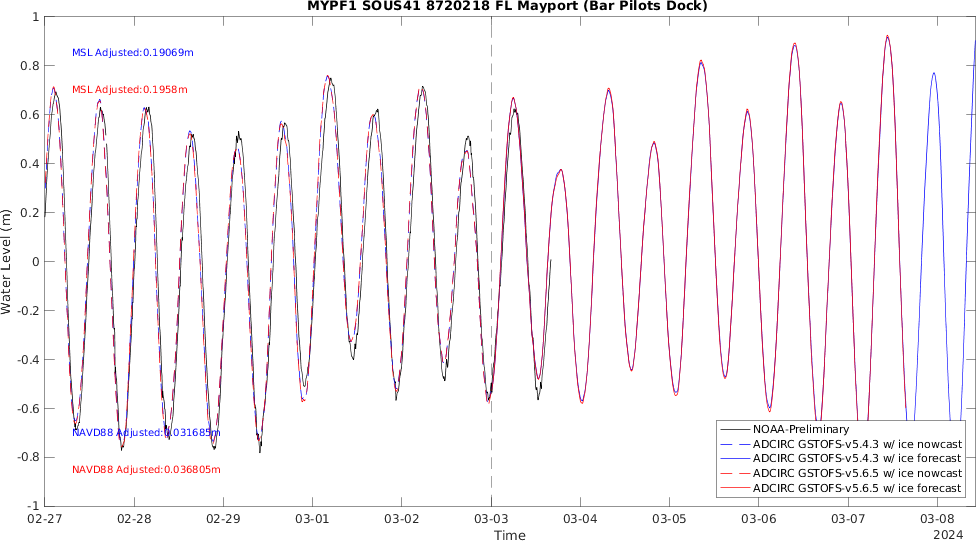 MYPF1 SOUS41 8720218 FL Mayport (Bar Pilots Dock)
1
0.8
0.6
0.4
0.2
0
-0.2
-0.4
-0.6
-0.8
-1
Water Level (m)
MSL Adjusted:0.19069m
MSL Adjusted:0.1958m
NAVD88 Adjusted:0.031685m
NAVD88 Adjusted:0.036805m
NOAA-Preliminary
ADCIRC GSTOFS-v5.4.3 w/ ice nowcast
ADCIRC GSTOFS-v5.4.3 w/ ice forecast
ADCIRC GSTOFS-v5.6.5 w/ ice nowcast
ADCIRC GSTOFS-v5.6.5 w/ ice forecast
02-27 02-28 02-29 03-01 03-02 03-03 03-04 03-05 03-06 03-07 03-08
Time
2024